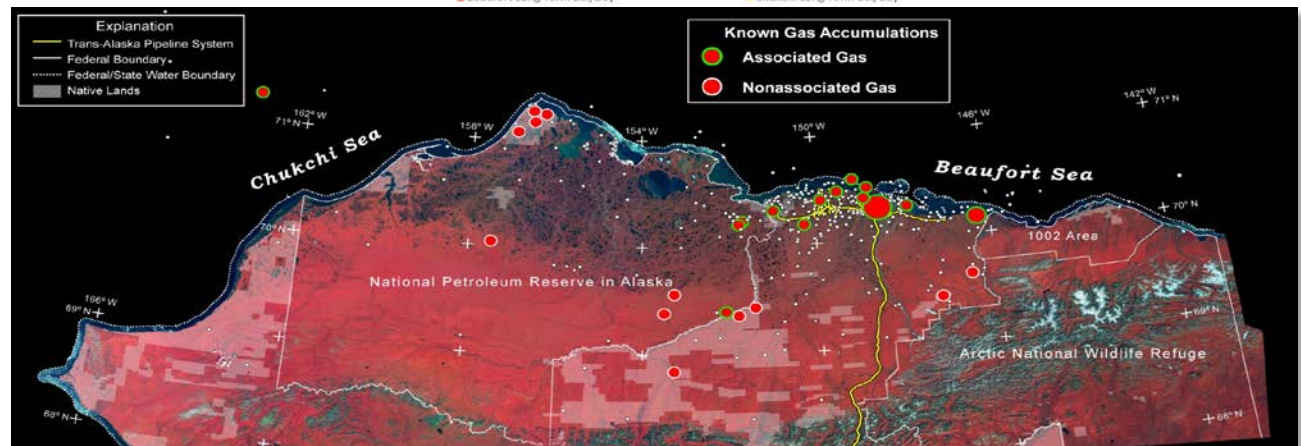 Explanation
Trans-Alaska Pipeline System
Federal Boundary
Federal/State Water Boundary
Native Lands
Known Gas Accumulations
Associated Gas
Nonassociated Gas
162° W
71° N
158° W
154° W
150° W
146° W
142° W
71° N
Chukchi Sea
Beaufort Sea
70° N
70° N
1002 Area
National Petroleum Reserve in Alaska
166° W
69° N
69° N
Arctic National Wildlife Refuge
68° N
68° N